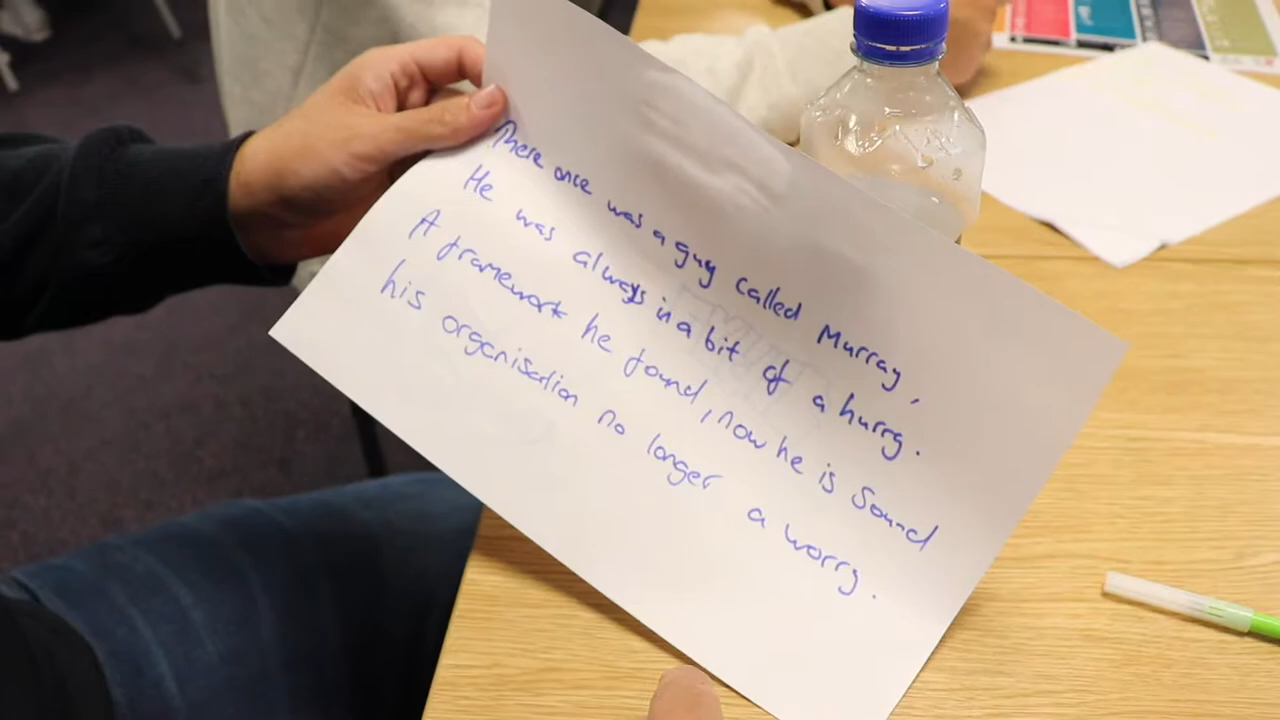 There once was a guy called Murray,
He was always in a bit of a hurry.
A framework he found, now he is sound
his organisation no longer a worry.